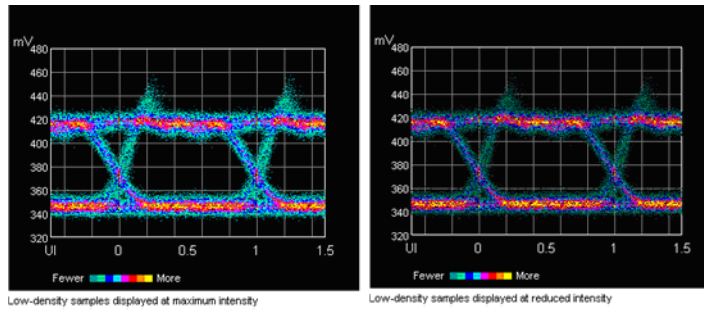 mV
480
460
440
420
400
380
360
340
320
UI 0 0.5 1 1.5
Fewer More
Low-density samples displayed at maximum intensity
mV
480
460
440
420
400
380
360
340
320
UI 0 0.5 1 1.5
Fewer More
Low-density samples displayed at reduced intensity